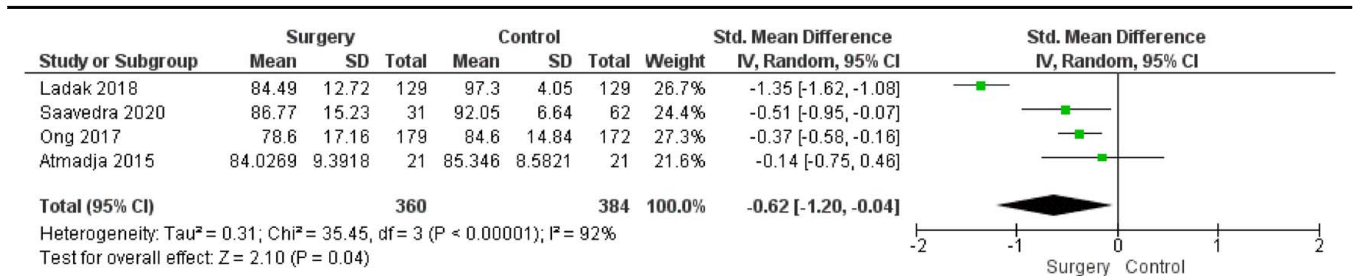 Surgery Control Std. Mean Difference Std. Mean Difference
Study or Subgroup Mean SD Total Mean SD Total Weight IV, Random, 95% CI IV, Random, 95% CI
Ladak 2018 84.49 12.72 129 97.3 4.05 129 26.7% -1.35 [-1.62, -1.08]
Saavedra 2020 86.77 15.23 31 92.05 6.64 62 24.4% -0.51 [-0.95, -0.07]
Ong 2017 78.6 17.16 179 84.6 14.84 172 27.3% -0.37 [-0.58, -0.16]
Atmadja 2015 84.0269 9.3918 21 85.346 8.5821 21 21.6% -0.14 [-0.75, 0.46]
Total (95% CI) 360 384 100.0% -0.62 [-1.20, -0.04]
Heterogeneity: Tau² = 0.31; Chi² = 35.45, df = 3 (P < 0.00001); I² = 92%
Test for overall effect: Z = 2.10 (P = 0.04)
-2 -1 0 1 2
Surgery Control